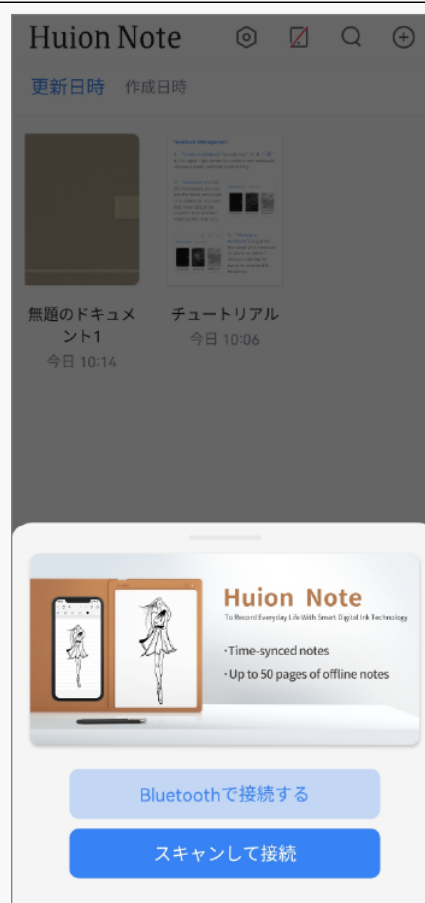 Huion Note
更新日時 作成日時
Notebook Management
無題のドキュメ
ント1
今日 10:14
チュートリアル
今日 10:06
Huion Note
To Record Everyday Life With Smart Digital Ink Technology
·Time-synced notes
·Up to 50 pages of offline notes
Bluetoothで接続する
スキャンして接続